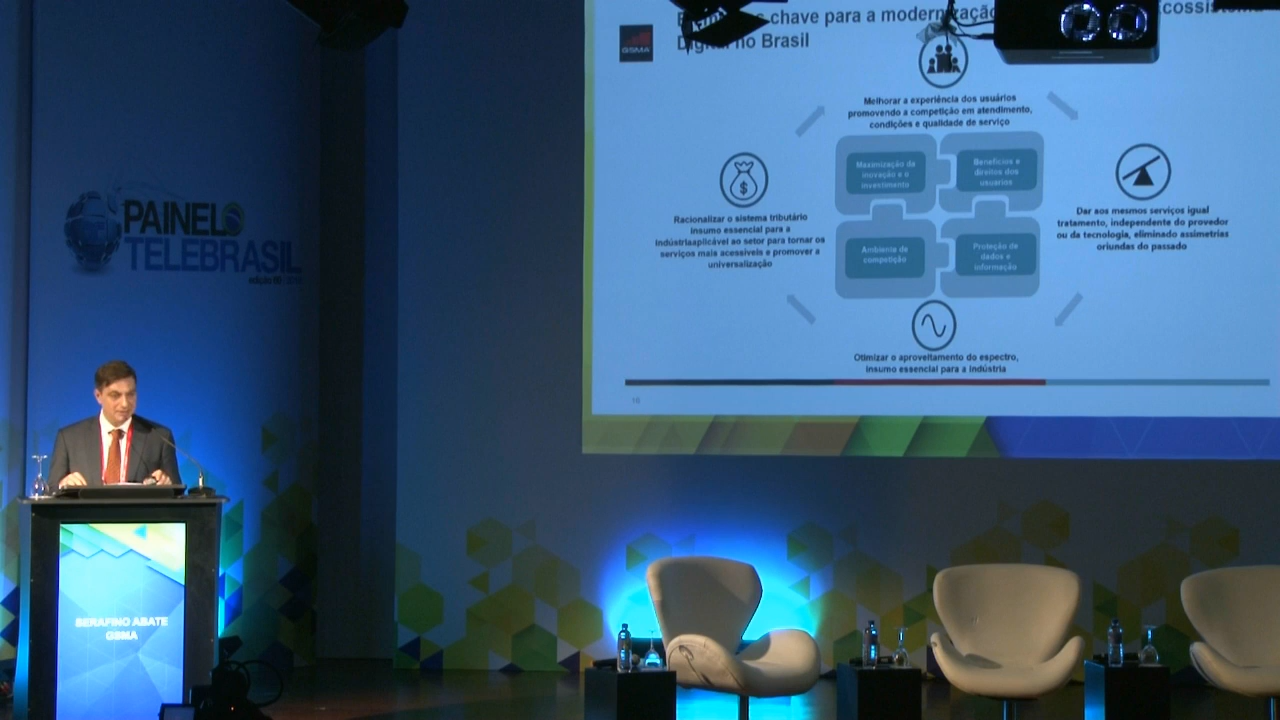 chave para a modernização
Digital no Brasil
GSMA
Melhorar a experiência dos usuários
promovendo a competição em atendimento,
condições e qualidade de serviço
Maximização da
inovação e o
investimento
Benefícios e
direitos dos
usuarios
Racionalizar o sistema tributário
insumo essencial para a
indústriaaplicável ao setor para tornar os
serviços mais acessíveis e promover a
universalização
Dar aos mesmos serviços igual
tratamento, independente do provedor
ou da tecnologia, eliminado assimetrias
oriundas do passado
Ambiente de
competição
Proteção de
dados e
informação
Otimizar o aproveitamento do espectro,
insumo essencial para a indústria
16
PAINEL
TELEBRASIL
SERAFINO ABATE
GSMA